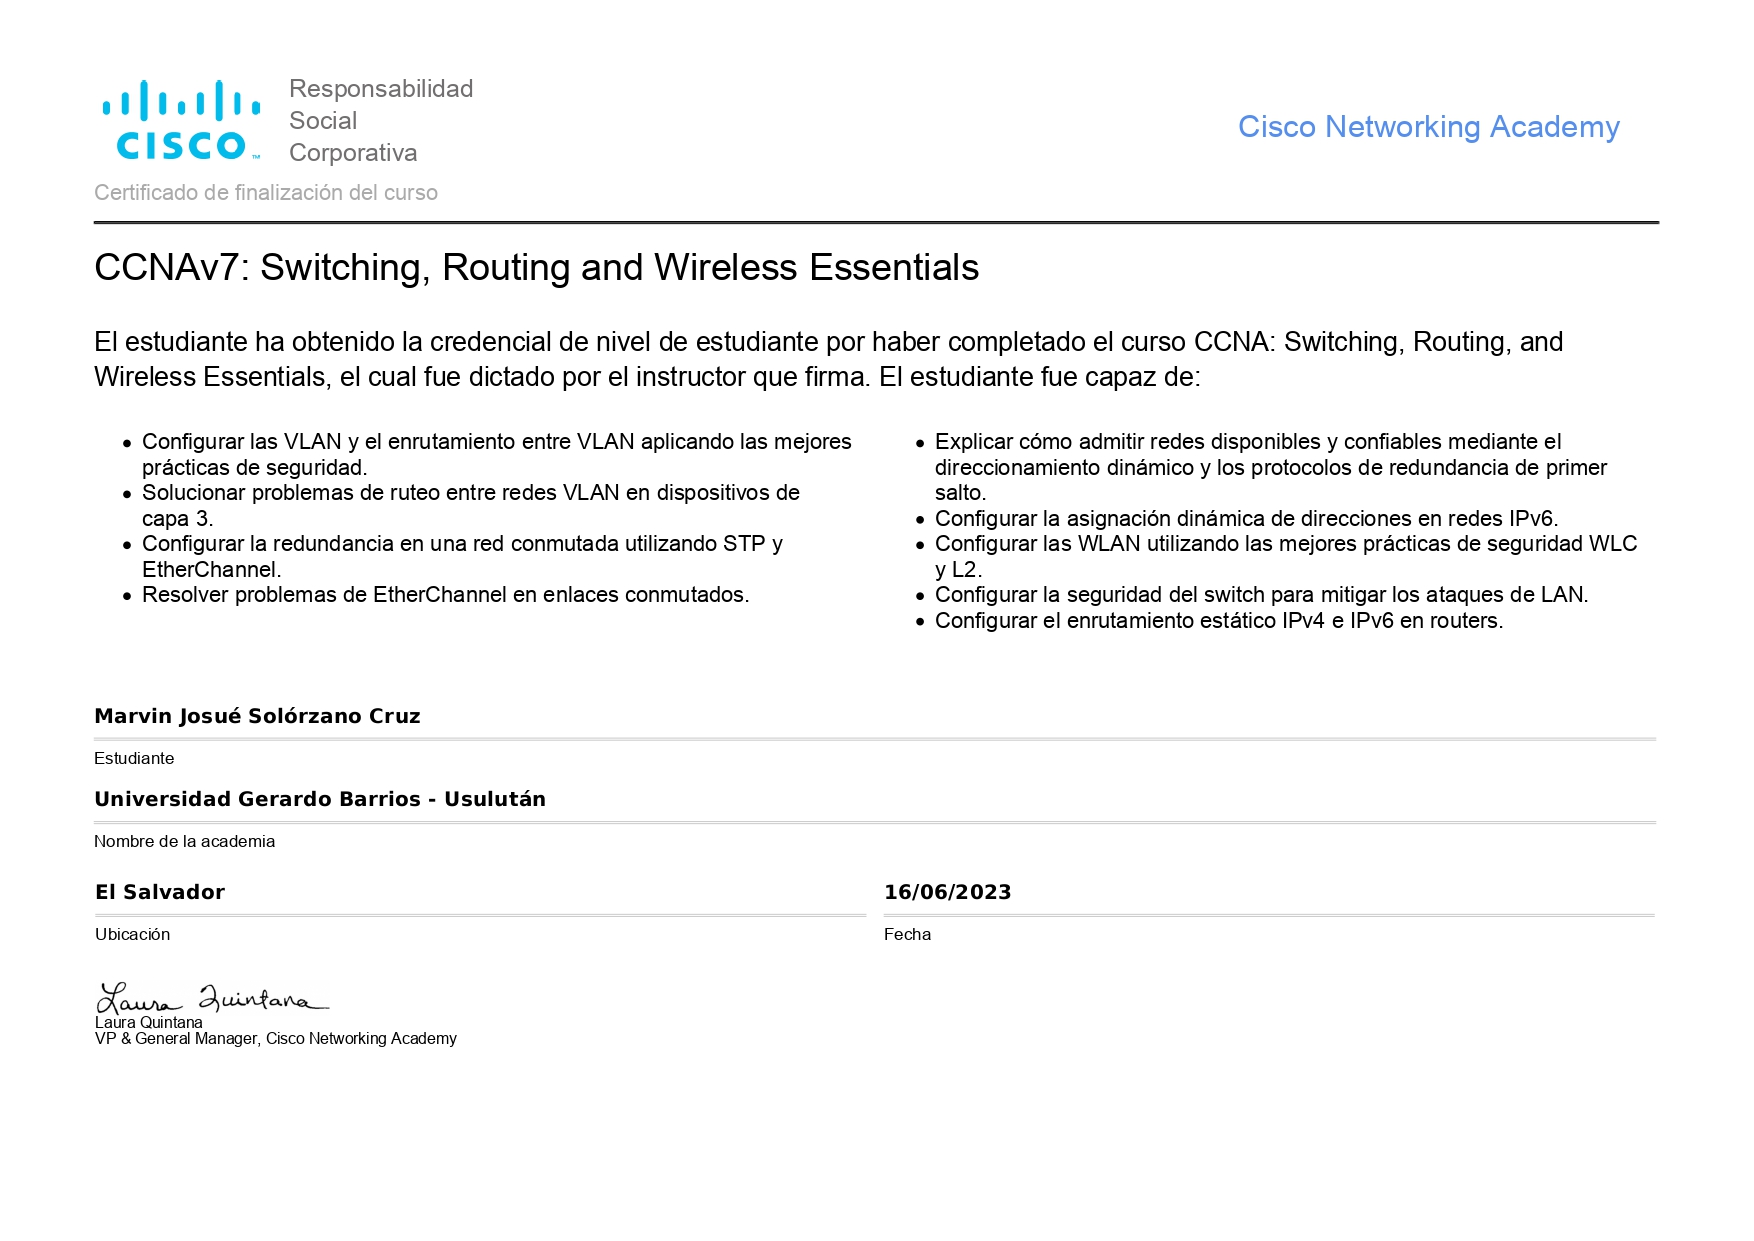 CISCO™
Responsabilidad
Social
Corporativa
Cisco Networking Academy
Certificado de finalización del curso
CCNAv7: Switching, Routing and Wireless Essentials
El estudiante ha obtenido la credencial de nivel de estudiante por haber completado el curso CCNA: Switching, Routing, and
Wireless Essentials, el cual fue dictado por el instructor que firma. El estudiante fue capaz de:
• Configurar las VLAN y el enrutamiento entre VLAN aplicando las mejores
prácticas de seguridad.
• Solucionar problemas de ruteo entre redes VLAN en dispositivos de
capa 3.
• Configurar la redundancia en una red conmutada utilizando STP y
EtherChannel.
• Resolver problemas de EtherChannel en enlaces conmutados.
• Explicar cómo admitir redes disponibles y confiables mediante el
direccionamiento dinámico y los protocolos de redundancia de primer
salto.
• Configurar la asignación dinámica de direcciones en redes IPv6.
• Configurar las WLAN utilizando las mejores prácticas de seguridad WLC
y L2.
• Configurar la seguridad del switch para mitigar los ataques de LAN.
• Configurar el enrutamiento estático IPv4 e IPv6 en routers.
Marvin Josué Solórzano Cruz
Estudiante
Universidad Gerardo Barrios - Usulután
Nombre de la academia
El Salvador
Ubicación
16/06/2023
Fecha
Laura Quintana
Laura Quintana
VP & General Manager, Cisco Networking Academy